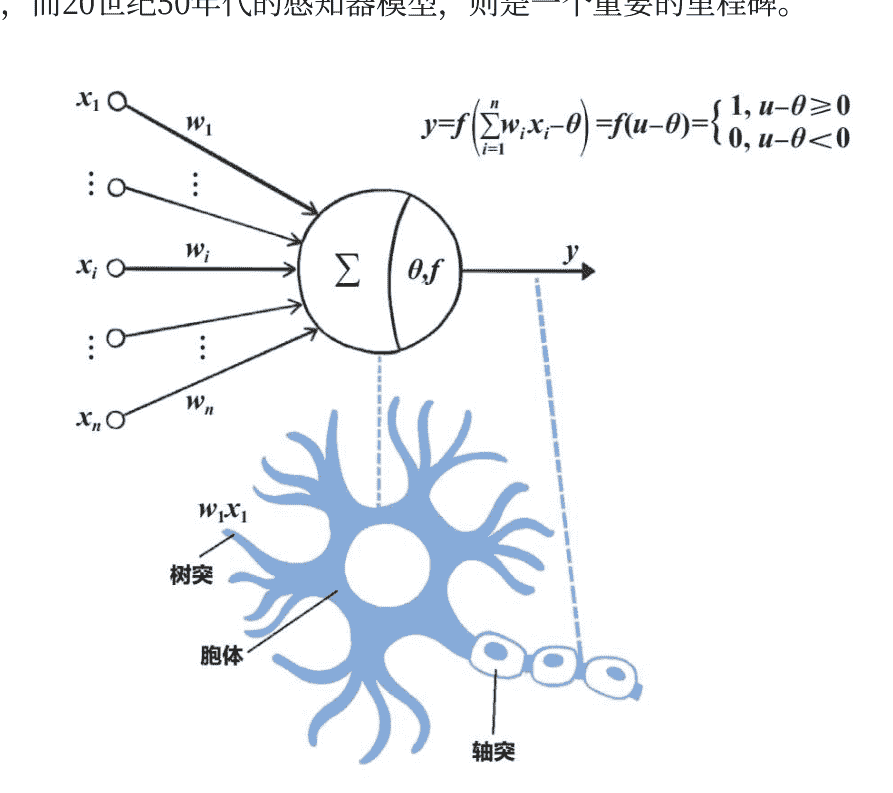 ，而20世纪50年代的感知器模型，则是一个重要的里程碑。
x₁
w₁
y=f(∑ⁿᵢ₌₁wᵢxᵢ−θ)=f(u−θ)={1, u−θ⩾0
0, u−θ<0
⋮
⋮
xᵢ
wᵢ
∑
θ,f
y
⋮
⋮
xₙ
wₙ
w₁x₁
树突
胞体
轴突